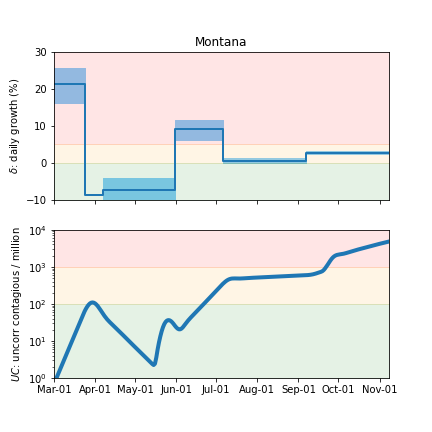 Montana
δ: daily growth (%)
30
20
10
0
−10
UC: uncorr contagious / million
10⁴
10³
10²
10¹
10⁰
Mar-01 Apr-01 May-01 Jun-01 Jul-01 Aug-01 Sep-01 Oct-01 Nov-01